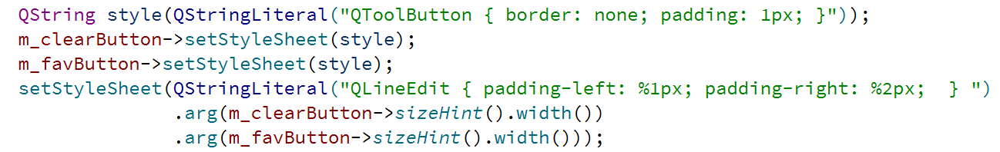 QString style(QStringLiteral("QToolButton { border: none; padding: 1px; }"));
m_clearButton->setStyleSheet(style);
m_favButton->setStyleSheet(style);
setStyleSheet(QStringLiteral("QLineEdit { padding-left: %1px; padding-right: %2px;  } ")
              .arg(m_clearButton->sizeHint().width())
              .arg(m_favButton->sizeHint().width()));